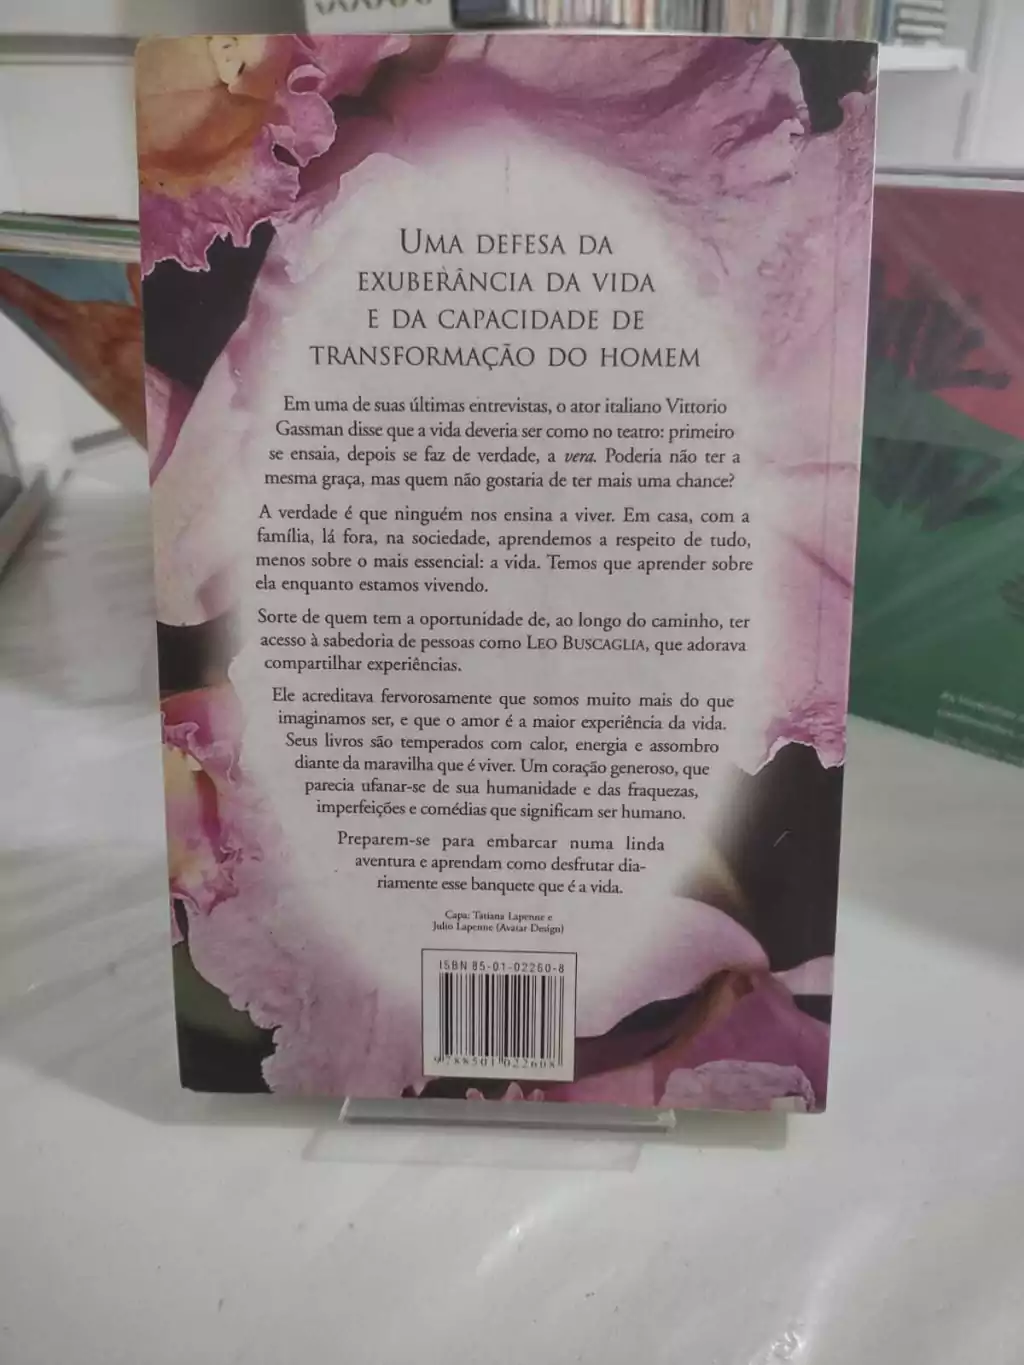 UMA DEFESA DA
EXUBERÂNCIA DA VIDA
E DA CAPACIDADE DE
TRANSFORMAÇÃO DO HOMEM
Em uma de suas últimas entrevistas, o ator italiano Vittorio
Gassman disse que a vida deveria ser como no teatro: primeiro
se ensaia, depois se faz de verdade, a vera. Poderia não ter a
mesma graça, mas quem não gostaria de ter mais uma chance?
A verdade é que ninguém nos ensina a viver. Em casa, com a
família, lá fora, na sociedade, aprendemos a respeito de tudo,
menos sobre o mais essencial: a vida. Temos que aprender sobre
ela enquanto estamos vivendo.
Sorte de quem tem a oportunidade de, ao longo do caminho, ter
acesso à sabedoria de pessoas como LEO BUSCAGLIA, que adorava
compartilhar experiências.
Ele acreditava fervorosamente que somos muito mais do que
imaginamos ser, e que o amor é a maior experiência da vida.
Seus livros são temperados com calor, energia e assombro
diante da maravilha que é viver. Um coração generoso, que
parecia ufanar-se de sua humanidade e das fraquezas,
imperfeições e comédias que significam ser humano.
Preparem-se para embarcar numa linda
aventura e aprendam como desfrutar dia-
riamente esse banquete que é a vida.
Capa: Tatiana Lapenne e
Julio Lapenne (Avatar Design)
ISBN 85-01-02260-8
9 788501 022608